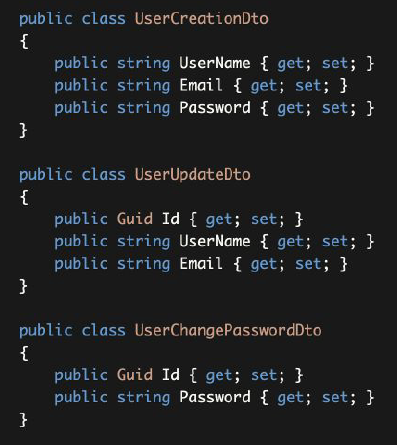 public class UserCreationDto
{
    public string UserName { get; set; }
    public string Email { get; set; }
    public string Password { get; set; }
}

public class UserUpdateDto
{
    public Guid Id { get; set; }
    public string UserName { get; set; }
    public string Email { get; set; }
}

public class UserChangePasswordDto
{
    public Guid Id { get; set; }
    public string Password { get; set; }
}